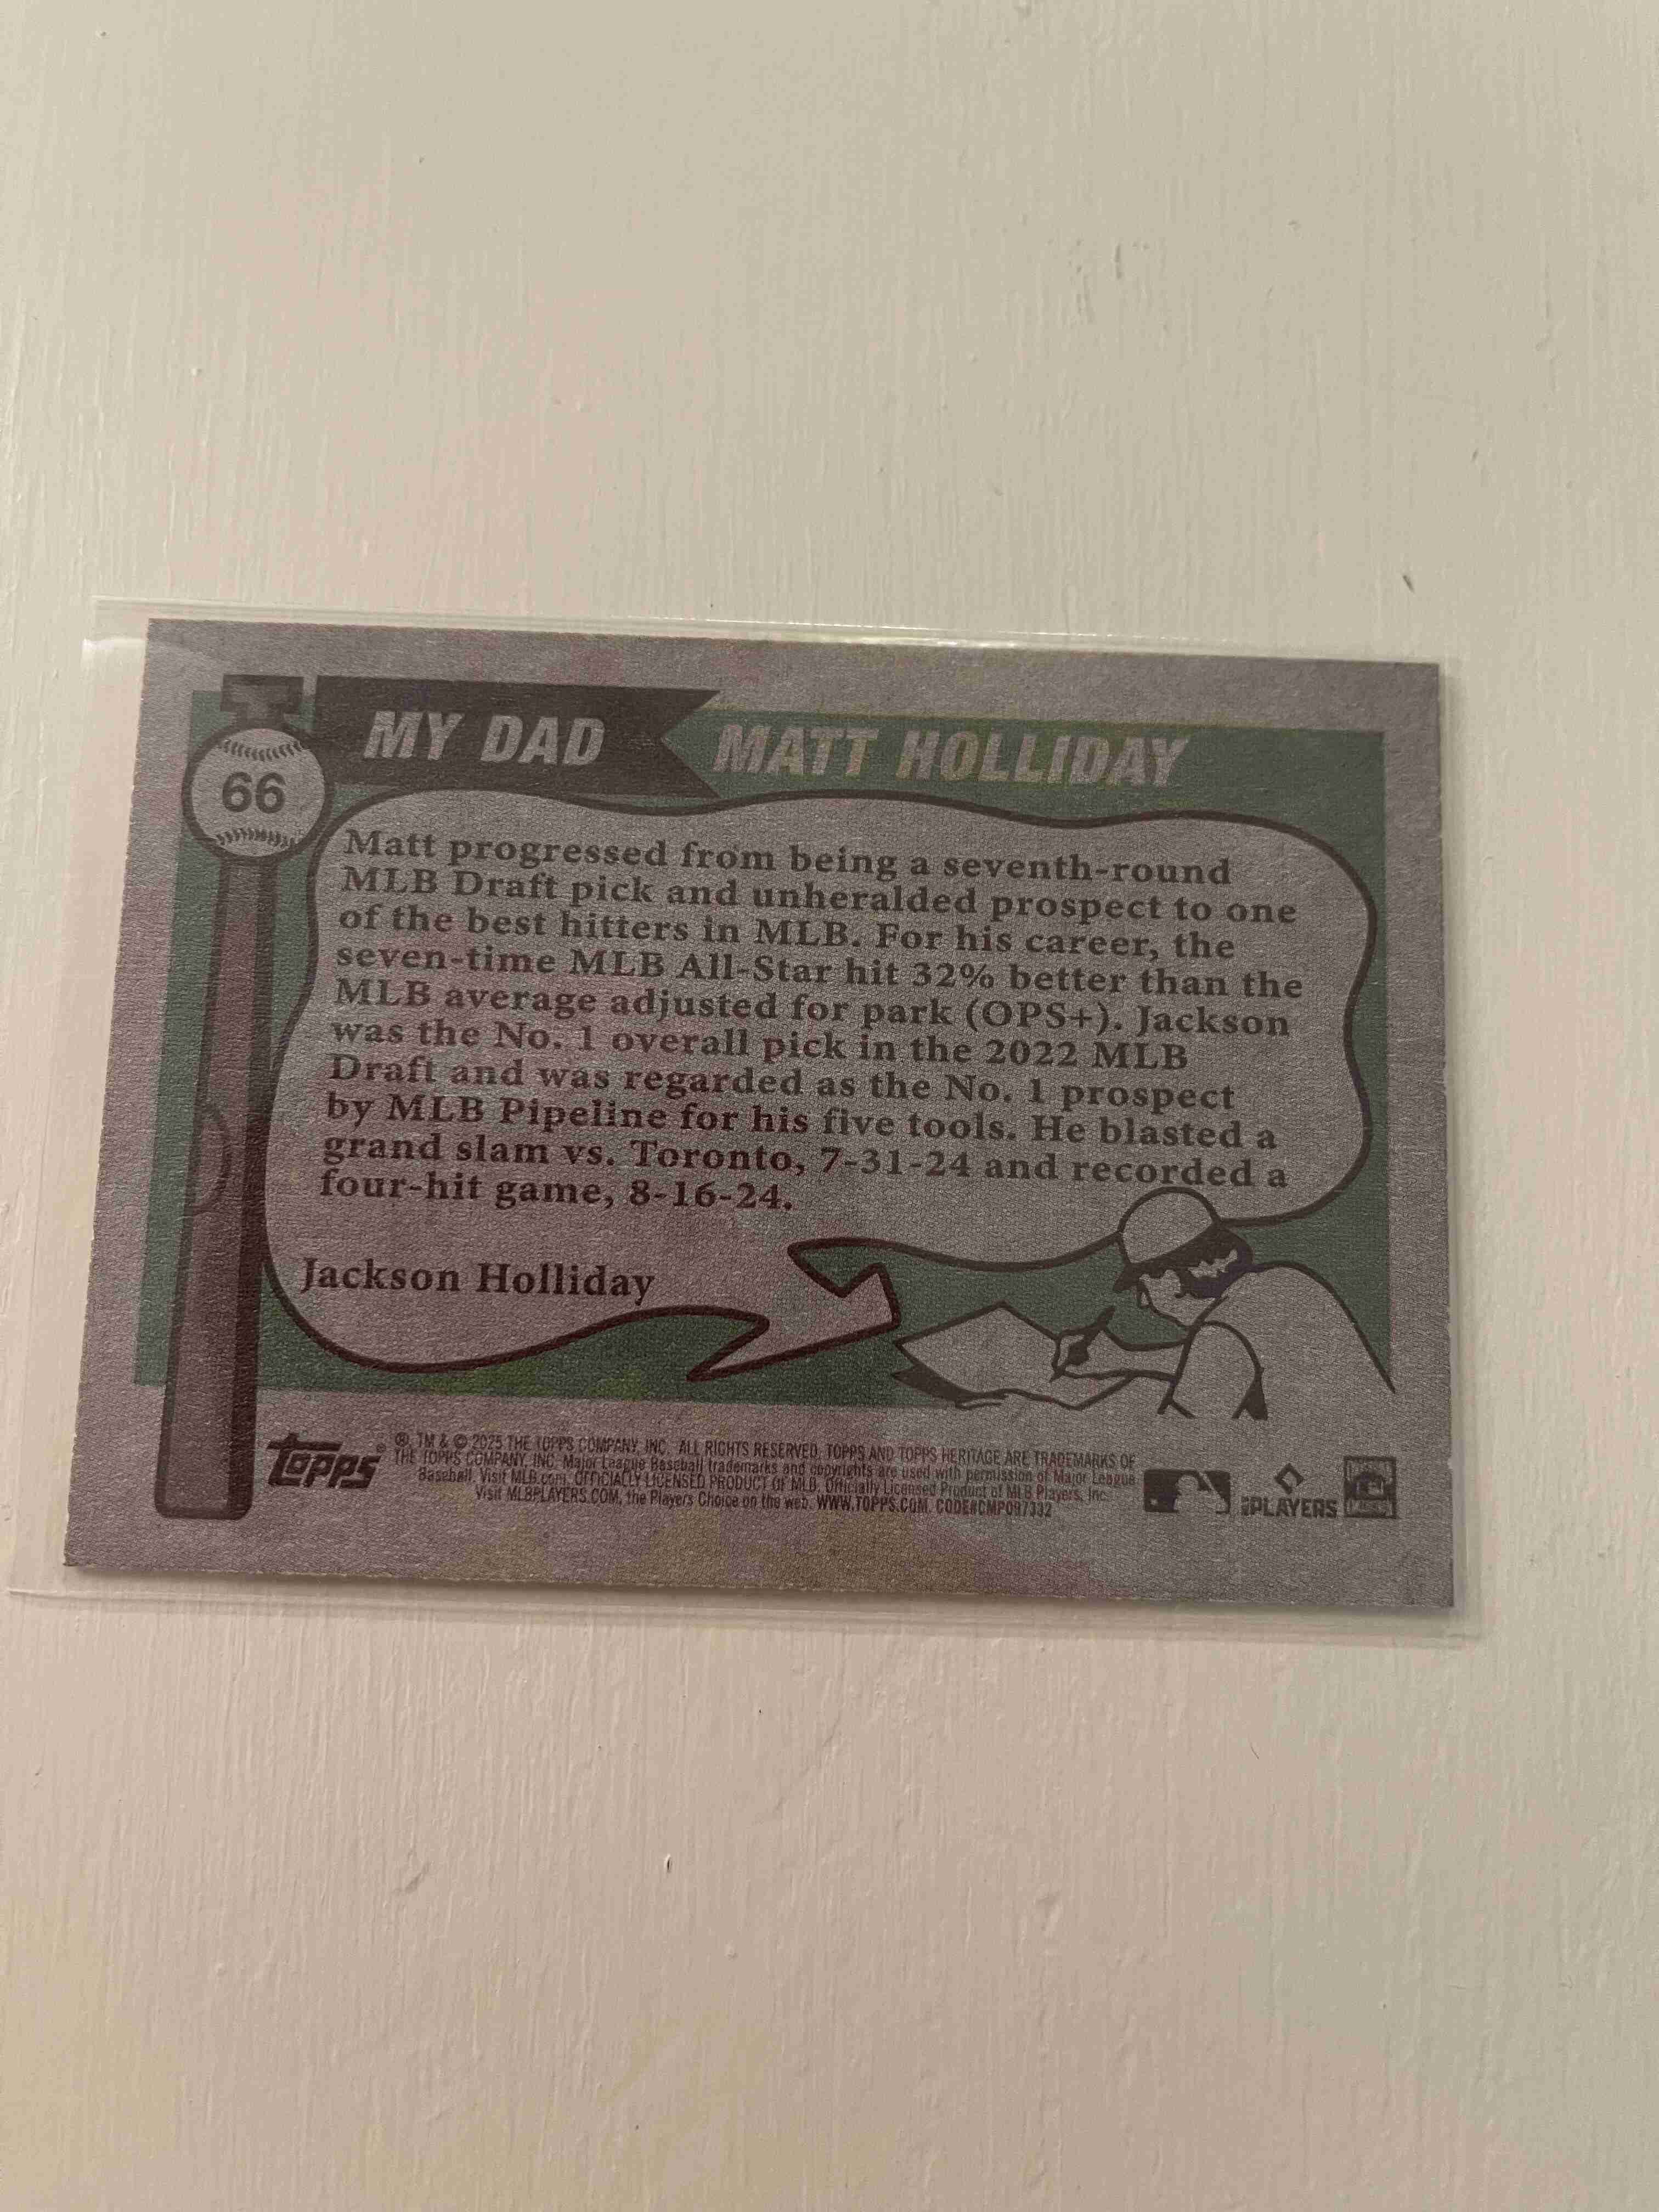 MY DAD MATT HOLLIDAY
66
Matt progressed from being a seventh-round
MLB Draft pick and unheralded prospect to one
of the best hitters in MLB. For his career, the
seven-time MLB All-Star hit 32% better than the
MLB average adjusted for park (OPS+). Jackson
was the No. 1 overall pick in the 2022 MLB
Draft and was regarded as the No. 1 prospect
by MLB Pipeline for his five tools. He blasted a
grand slam vs. Toronto, 7-31-24 and recorded a
four-hit game, 8-16-24.
Jackson Holliday
topps®
®, TM & © 2025 THE TOPPS COMPANY, INC. ALL RIGHTS RESERVED. TOPPS AND TOPPS HERITAGE ARE TRADEMARKS OF
THE TOPPS COMPANY, INC. Major League Baseball trademarks and copyrights are used with permission of Major League
Baseball. Visit MLB.com. OFFICIALLY LICENSED PRODUCT OF MLB. Officially Licensed Product of MLB Players, Inc.
Visit MLBPLAYERS.COM, the Players Choice on the web. WWW.TOPPS.COM. CODE#CMP097332
PLAYERS